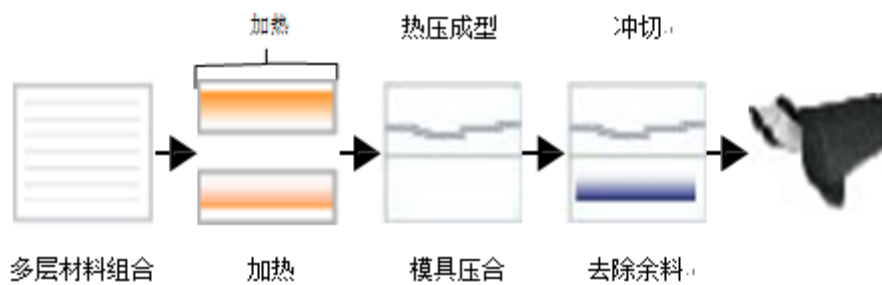 加热
热压成型
冲切
多层材料组合
加热
模具压合
去除余料